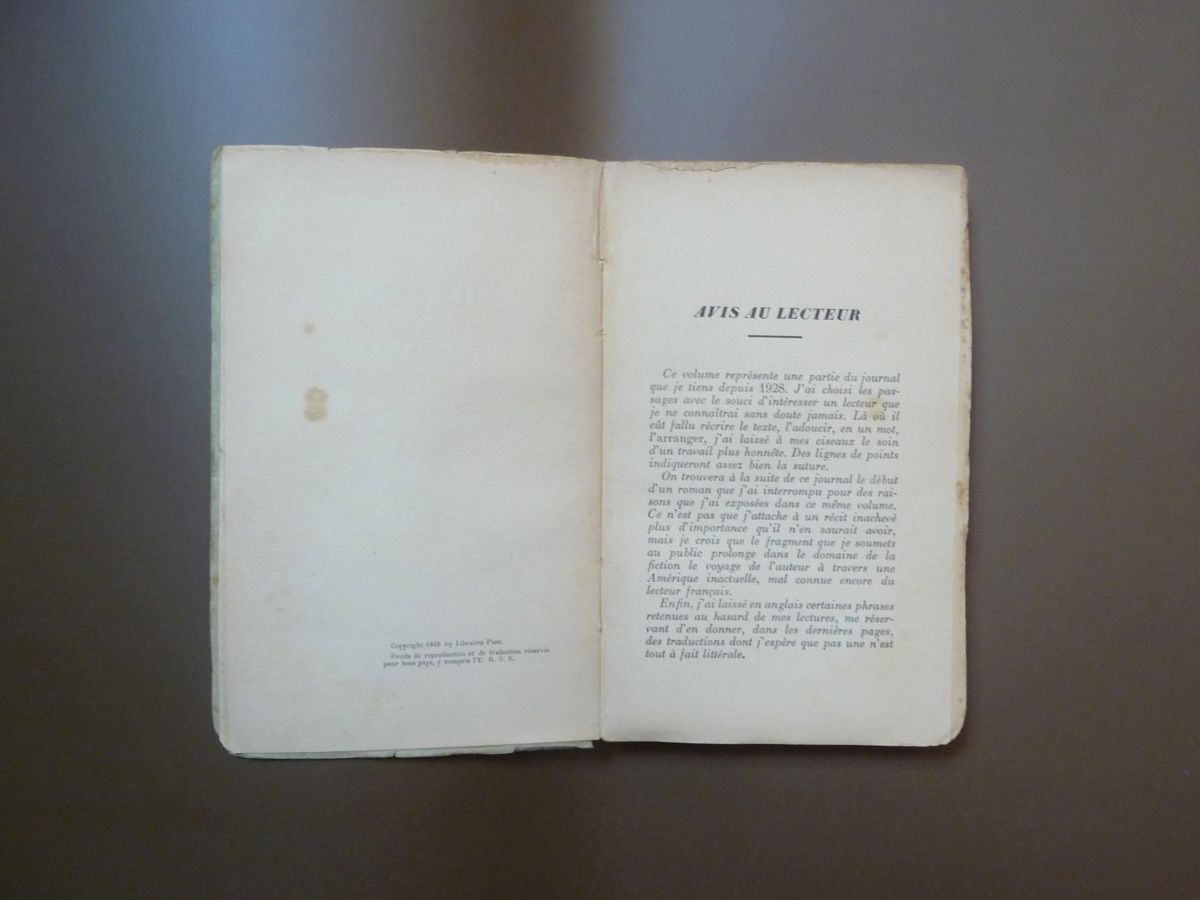 Copyright 1938 by Librairie Plon.
Droits de reproduction et de traduction réservés
pour tous pays, y compris l'U. R. S. S.
AVIS AU LECTEUR
Ce volume représente une partie du journal
que je tiens depuis 1928. J'ai choisi les pas-
sages avec le souci d'intéresser un lecteur que
je ne connaîtrai sans doute jamais. Là où il
eût fallu récrire le texte, l'adoucir, en un mot,
l'arranger, j'ai laissé à mes ciseaux le soin
d'un travail plus honnête. Des lignes de points
indiqueront assez bien la suture.
On trouvera à la suite de ce journal le début
d'un roman que j'ai interrompu pour des rai-
sons que j'ai exposées dans ce même volume.
Ce n'est pas que j'attache à un récit inachevé
plus d'importance qu'il n'en saurait avoir,
mais je crois que le fragment que je soumets
au public prolonge dans le domaine de la
fiction le voyage de l'auteur à travers une
Amérique inactuelle, mal connue encore du
lecteur français.
Enfin, j'ai laissé en anglais certaines phrases
retenues au hasard de mes lectures, me réser-
vant d'en donner, dans les dernières pages,
des traductions dont j'espère que pas une n'est
tout à fait littérale.